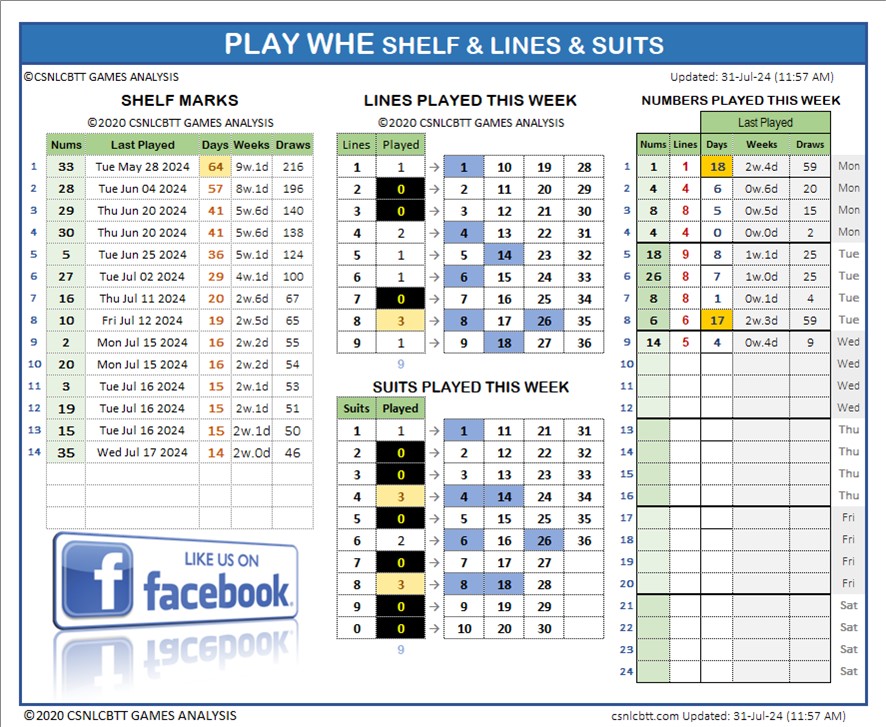 PLAY WHE SHELF & LINES & SUITS
©CSNLCBTT GAMES ANALYSIS
Updated: 31-Jul-24 (11:57 AM)
SHELF MARKS
©2020 CSNLCBTT GAMES ANALYSIS
Nums Last Played Days Weeks Draws
1 33 Tue May 28 2024 64 9w.1d 216
2 28 Tue Jun 04 2024 57 8w.1d 196
3 29 Thu Jun 20 2024 41 5w.6d 140
4 30 Thu Jun 20 2024 41 5w.6d 138
5 5 Tue Jun 25 2024 36 5w.1d 124
6 27 Tue Jul 02 2024 29 4w.1d 100
7 16 Thu Jul 11 2024 20 2w.6d 67
8 10 Fri Jul 12 2024 19 2w.5d 65
9 2 Mon Jul 15 2024 16 2w.2d 55
10 20 Mon Jul 15 2024 16 2w.2d 54
11 3 Tue Jul 16 2024 15 2w.1d 53
12 19 Tue Jul 16 2024 15 2w.1d 51
13 15 Tue Jul 16 2024 15 2w.1d 50
14 35 Wed Jul 17 2024 14 2w.0d 46
LIKE US ON
facebook
LINES PLAYED THIS WEEK
©2020 CSNLCBTT GAMES ANALYSIS
Lines Played
1 1 → 1 10 19 28
2 0 → 2 11 20 29
3 0 → 3 12 21 30
4 2 → 4 13 22 31
5 1 → 5 14 23 32
6 1 → 6 15 24 33
7 0 → 7 16 25 34
8 3 → 8 17 26 35
9 1 → 9 18 27 36
9
SUITS PLAYED THIS WEEK
Suits Played
1 1 → 1 11 21 31
2 0 → 2 12 22 32
3 0 → 3 13 23 33
4 3 → 4 14 24 34
5 0 → 5 15 25 35
6 2 → 6 16 26 36
7 0 → 7 17 27
8 3 → 8 18 28
9 0 → 9 19 29
0 0 → 10 20 30
9
NUMBERS PLAYED THIS WEEK
Last Played
Nums Lines Days Weeks Draws
1 1 1 18 2w.4d 59 Mon
2 4 4 6 0w.6d 20 Mon
3 8 8 5 0w.5d 15 Mon
4 4 4 0 0w.0d 2 Mon
5 18 9 8 1w.1d 25 Tue
6 26 8 7 1w.0d 25 Tue
7 8 8 1 0w.1d 4 Tue
8 6 6 17 2w.3d 59 Tue
9 14 5 4 0w.4d 9 Wed
10 Wed
11 Wed
12 Wed
13 Thu
14 Thu
15 Thu
16 Thu
17 Fri
18 Fri
19 Fri
20 Fri
21 Sat
22 Sat
23 Sat
24 Sat
©2020 CSNLCBTT GAMES ANALYSIS
csnlcbtt.com Updated: 31-Jul-24 (11:57 AM)